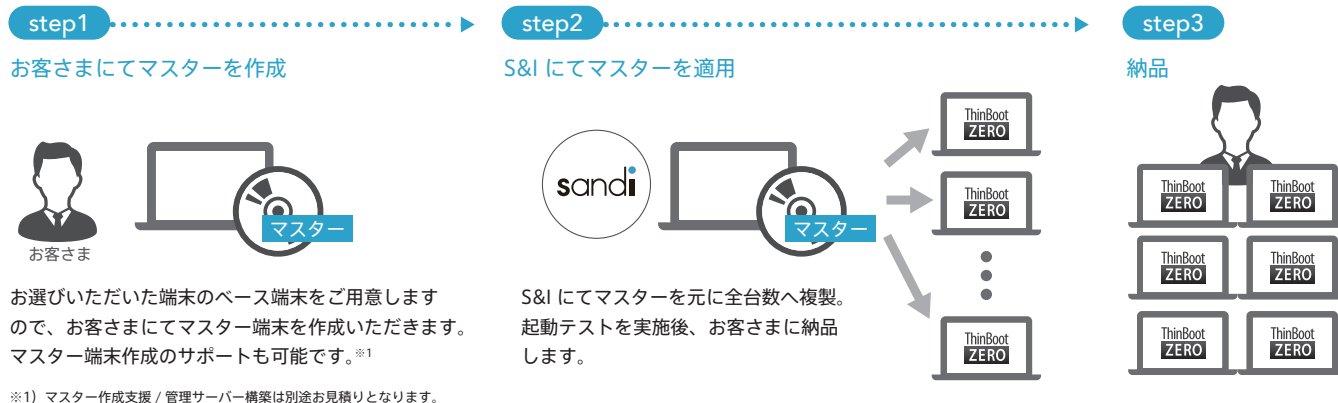 step1
お客さまにてマスターを作成
お客さま
マスター
お選びいただいた端末のベース端末をご用意します
ので、お客さまにてマスター端末を作成いただきます。
マスター端末作成のサポートも可能です。※1
※1）マスター作成支援 / 管理サーバー構築は別途お見積りとなります。
step2
S&I にてマスターを適用
sandi
マスター
ThinBoot
ZERO
ThinBoot
ZERO
ThinBoot
ZERO
S&I にてマスターを元に全台数へ複製。
起動テストを実施後、お客さまに納品
します。
step3
納品
ThinBoot
ZERO
ThinBoot
ZERO
ThinBoot
ZERO
ThinBoot
ZERO
ThinBoot
ZERO
ThinBoot
ZERO